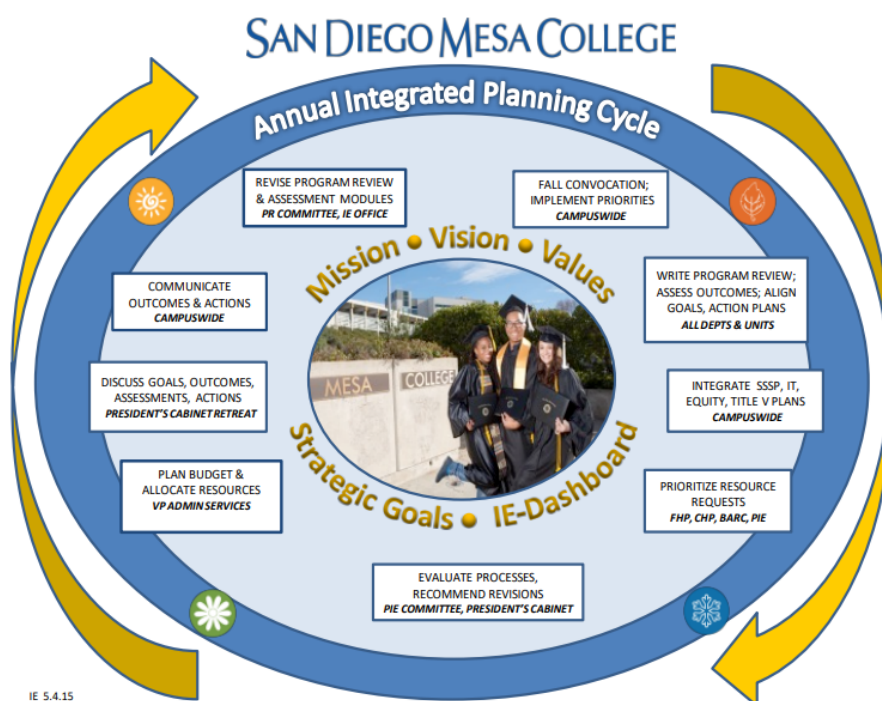 SAN DIEGO MESA COLLEGE
Annual Integrated Planning Cycle
REVISE PROGRAM REVIEW
& ASSESSMENT MODULES
PR COMMITTEE, IE OFFICE
FALL CONVOCATION;
IMPLEMENT PRIORITIES
CAMPUSWIDE
Mission • Vision • Values
COMMUNICATE
OUTCOMES & ACTIONS
CAMPUSWIDE
WRITE PROGRAM REVIEW;
ASSESS OUTCOMES; ALIGN
GOALS, ACTION PLANS
ALL DEPTS & UNITS
MESA COLLEGE
DISCUSS GOALS, OUTCOMES,
ASSESSMENTS, ACTIONS
PRESIDENT'S CABINET RETREAT
INTEGRATE SSSP, IT,
EQUITY, TITLE V PLANS
CAMPUSWIDE
Strategic Goals • IE-Dashboard
PLAN BUDGET &
ALLOCATE RESOURCES
VP ADMIN SERVICES
PRIORITIZE RESOURCE
REQUESTS
FHP, CHP, BARC, PIE
EVALUATE PROCESSES,
RECOMMEND REVISIONS
PIE COMMITTEE, PRESIDENT'S CABINET
IE 5.4.15